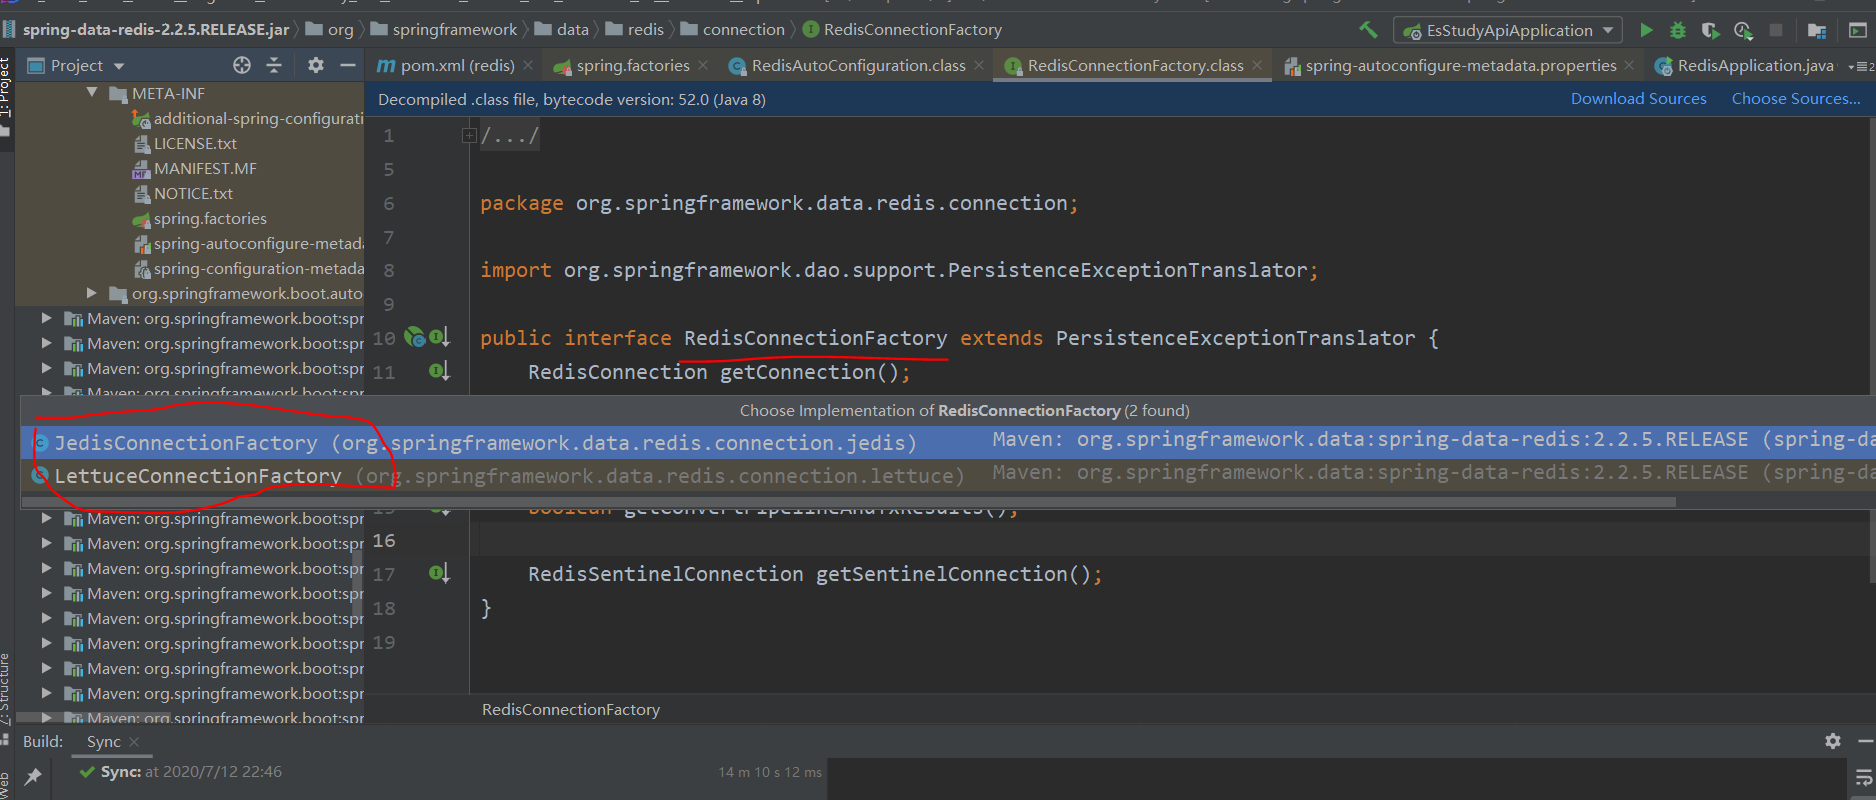 spring-data-redis-2.2.5.RELEASE.jar org springframework data redis connection RedisConnectionFactory EsStudyApiApplication
1: Project
Project
pom.xml (redis) spring.factories RedisAutoConfiguration.class RedisConnectionFactory.class spring-autoconfigure-metadata.properties RedisApplication.java
META-INF
additional-spring-configurati
LICENSE.txt
MANIFEST.MF
NOTICE.txt
spring.factories
spring-autoconfigure-metada
spring-configuration-metada
org.springframework.boot.auto
Maven: org.springframework.boot:spr
Maven: org.springframework.boot:spr
Maven: org.springframework.boot:spr
Maven: org.springframework.boot:spr
Decompiled .class file, bytecode version: 52.0 (Java 8) Download Sources Choose Sources...
1 /.../
5
6 package org.springframework.data.redis.connection;
7
8 import org.springframework.dao.support.PersistenceExceptionTranslator;
9
10 public interface RedisConnectionFactory extends PersistenceExceptionTranslator {
11 RedisConnection getConnection();
Choose Implementation of RedisConnectionFactory (2 found)
JedisConnectionFactory (org.springframework.data.redis.connection.jedis) Maven: org.springframework.data:spring-data-redis:2.2.5.RELEASE (spring-da
LettuceConnectionFactory (org.springframework.data.redis.connection.lettuce) Maven: org.springframework.data:spring-data-redis:2.2.5.RELEASE (spring-da
boolean getConvertPipelineAndTxResults();
16
17 RedisSentinelConnection getSentinelConnection();
18 }
19
Maven: org.springframework.boot:spr
Maven: org.springframework.boot:spr
Maven: org.springframework.boot:spr
Maven: org.springframework.boot:spr
Maven: org.springframework.boot:spr
Maven: org.springframework.boot:spr
Maven: org.springframework.boot:spr
Maven: org.springframework.boot:spr
Maven: org.springframework.boot:spr
RedisConnectionFactory
Z: Structure
Build: Sync
Sync: at 2020/7/12 22:46 14 m 10 s 12 ms
Web